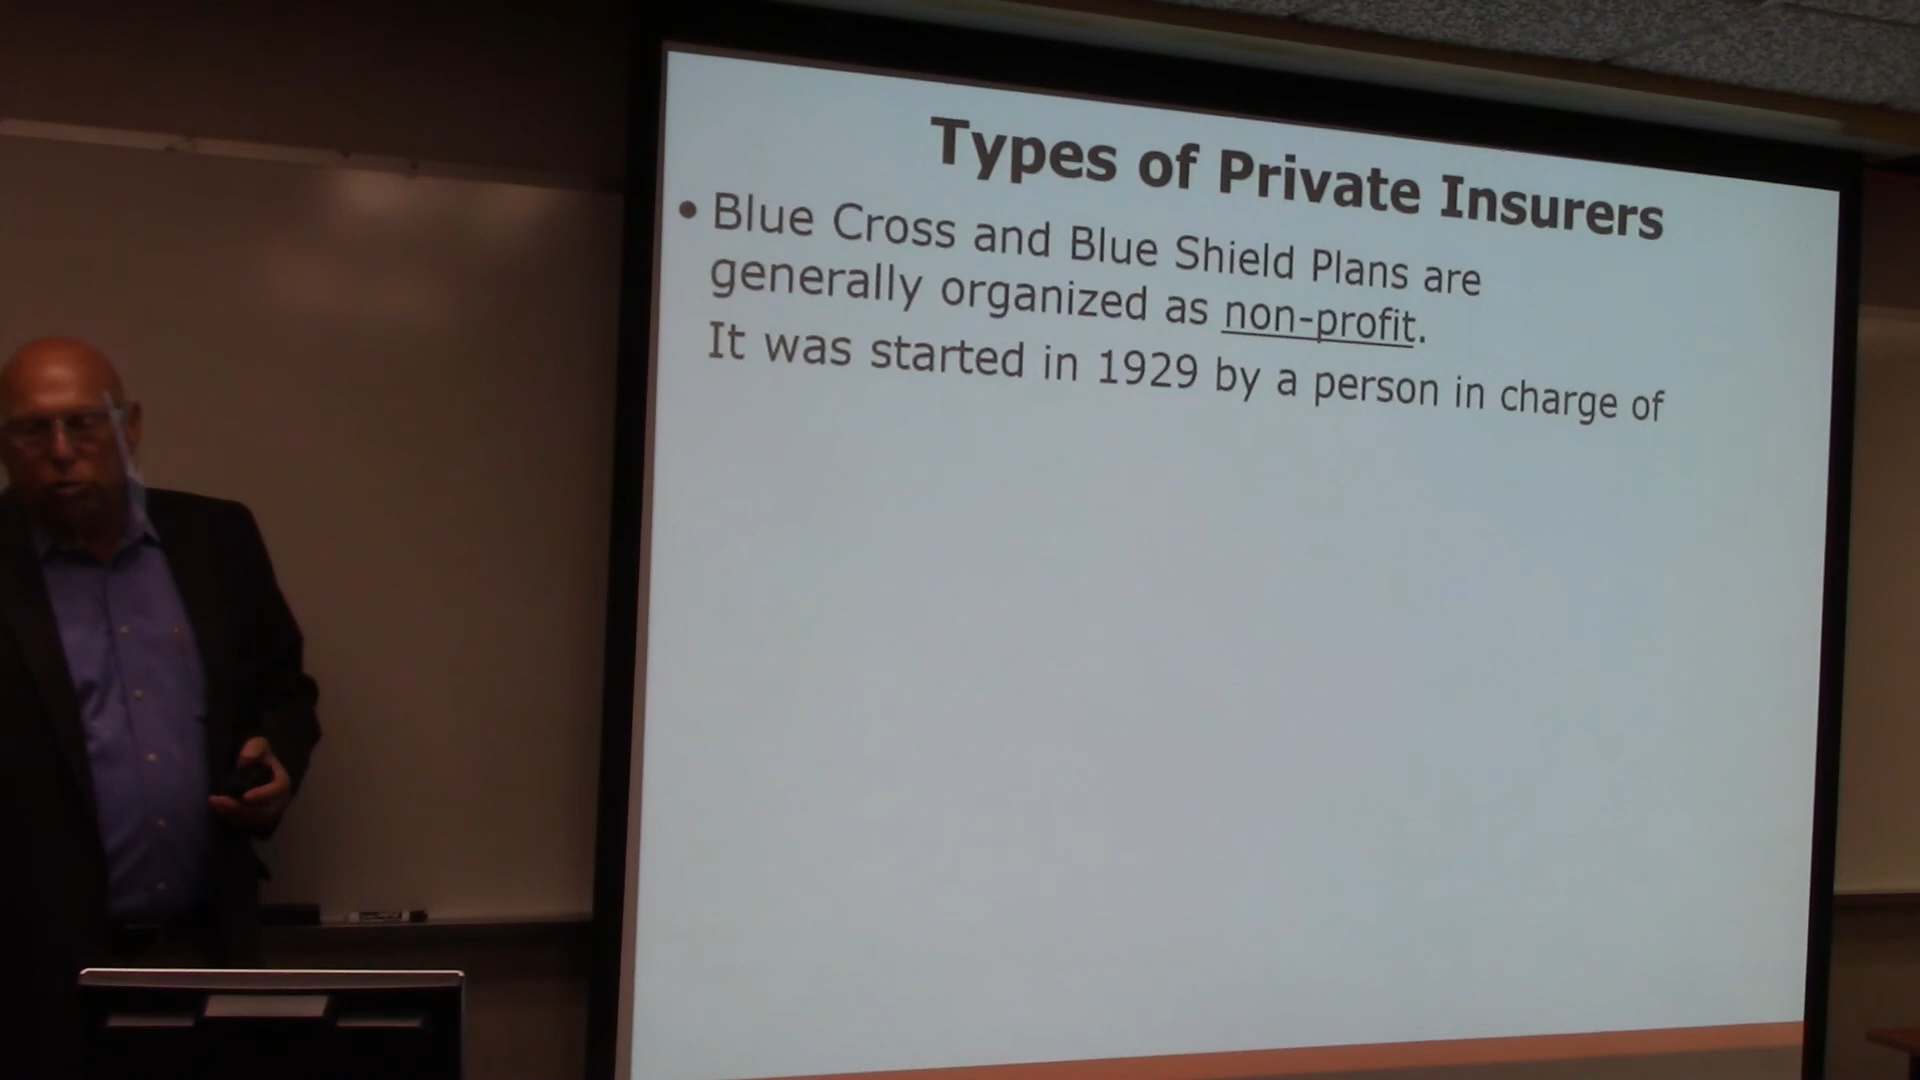 Types of Private Insurers
• Blue Cross and Blue Shield Plans are
generally organized as non-profit.
It was started in 1929 by a person in charge of